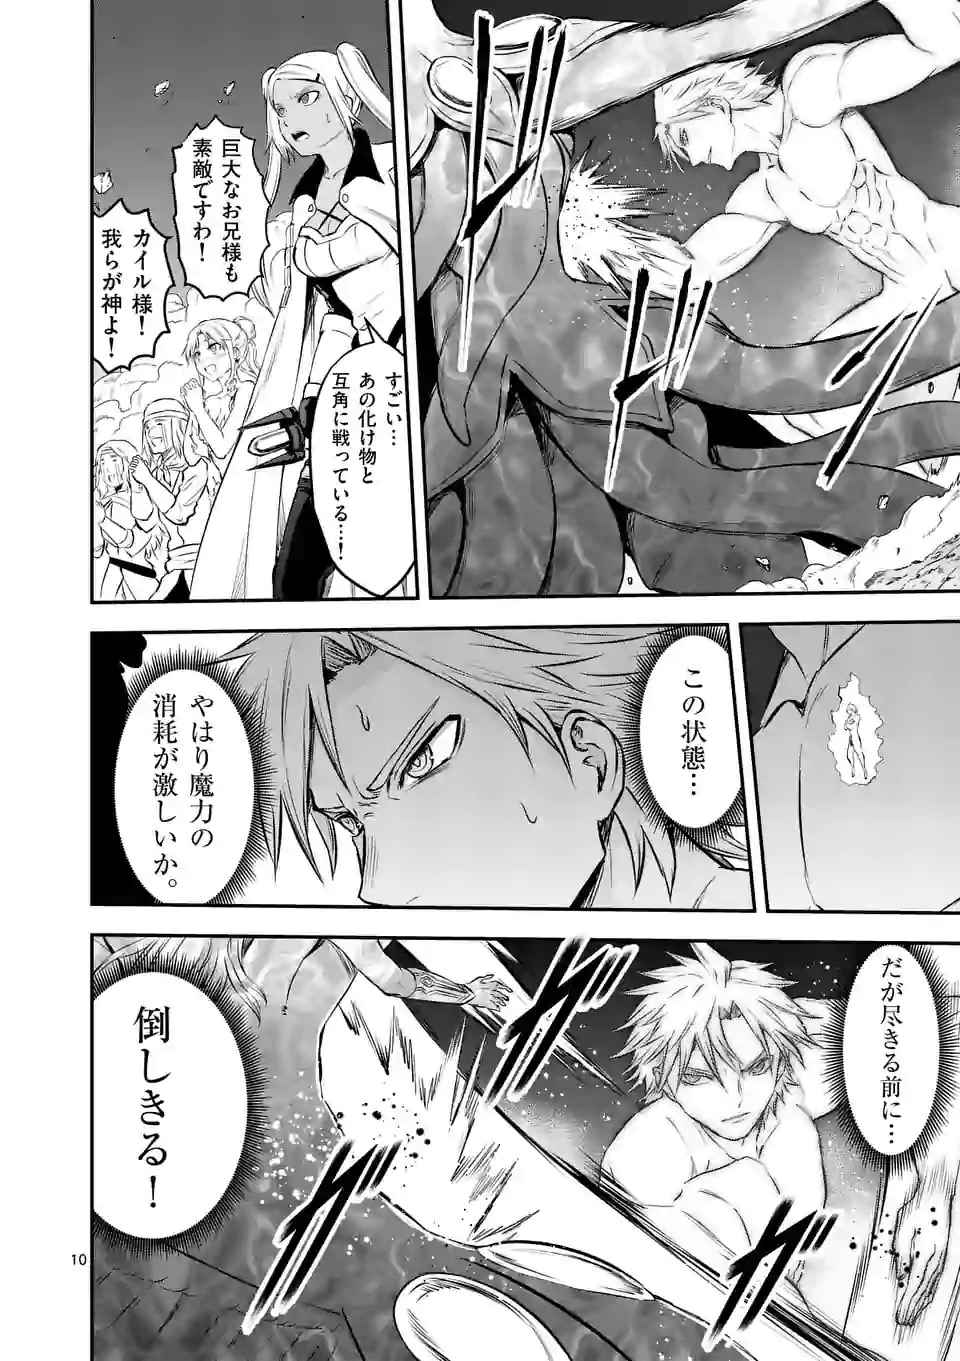 すごい…
あの化け物と
互角に戦っている…！
巨大なお兄様も
素敵ですわ！
カイル様！
我らが神よ！
この状態…
やはり魔力の
消耗が激しいか。
だが尽きる前に…
倒しきる！
10